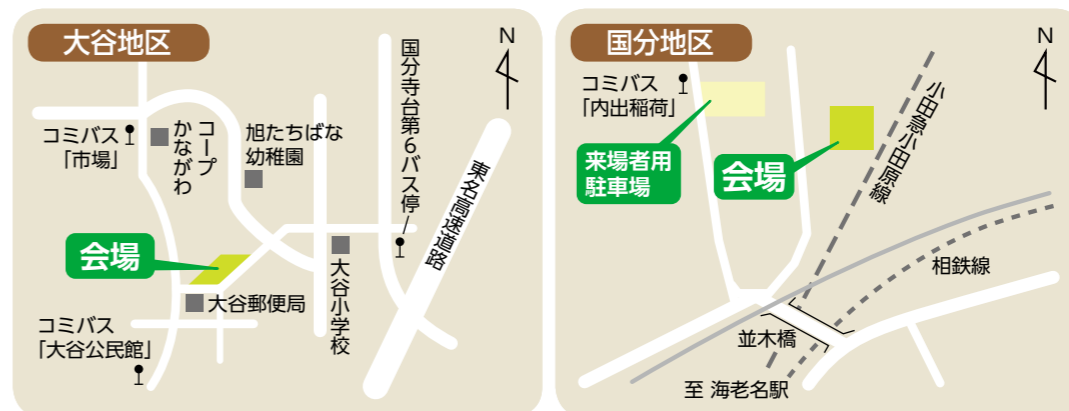 大谷地区
N
国分寺台第6バス停
コミバス
「市場」
コープ
かながわ
旭たちばな
幼稚園
東名高速道路
会場
大谷小学校
大谷郵便局
コミバス
「大谷公民館」
国分地区
N
コミバス
「内出稲荷」
小田急小田原線
来場者用
駐車場
会場
相鉄線
並木橋
至 海老名駅